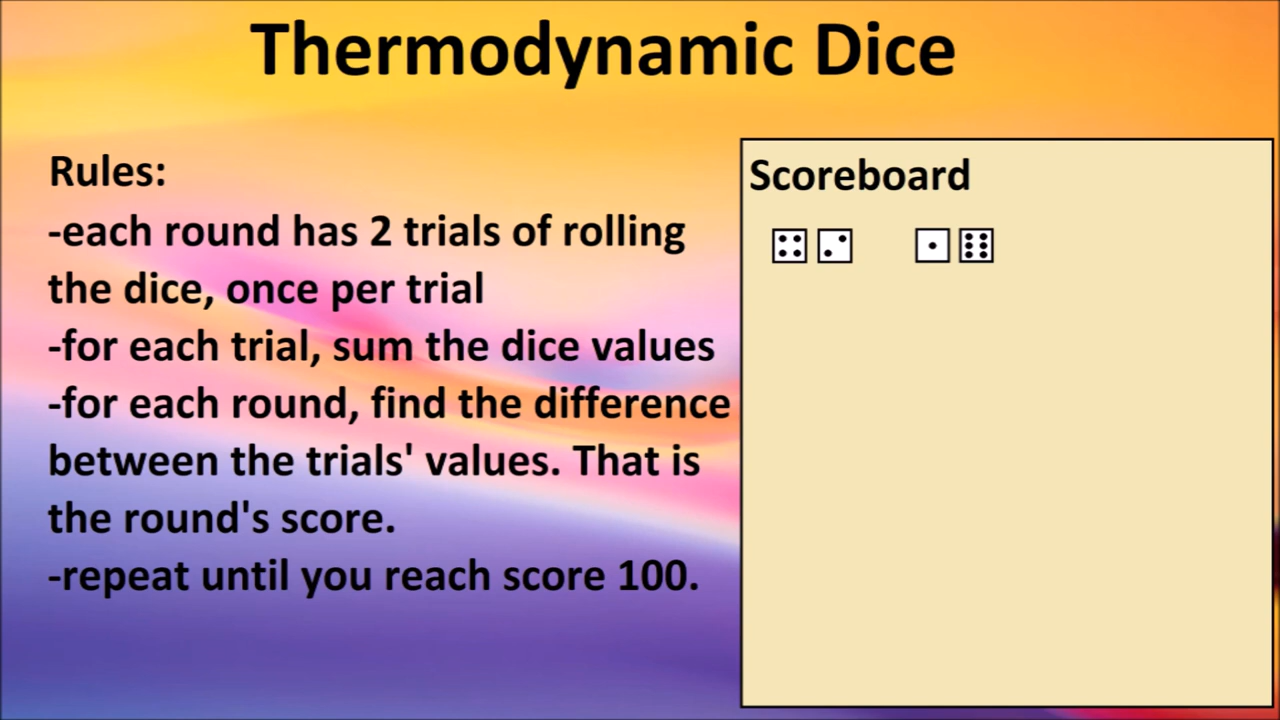 Thermodynamic Dice
Rules:
-each round has 2 trials of rolling
the dice, once per trial
-for each trial, sum the dice values
-for each round, find the difference
between the trials' values. That is
the round's score.
-repeat until you reach score 100.
Scoreboard